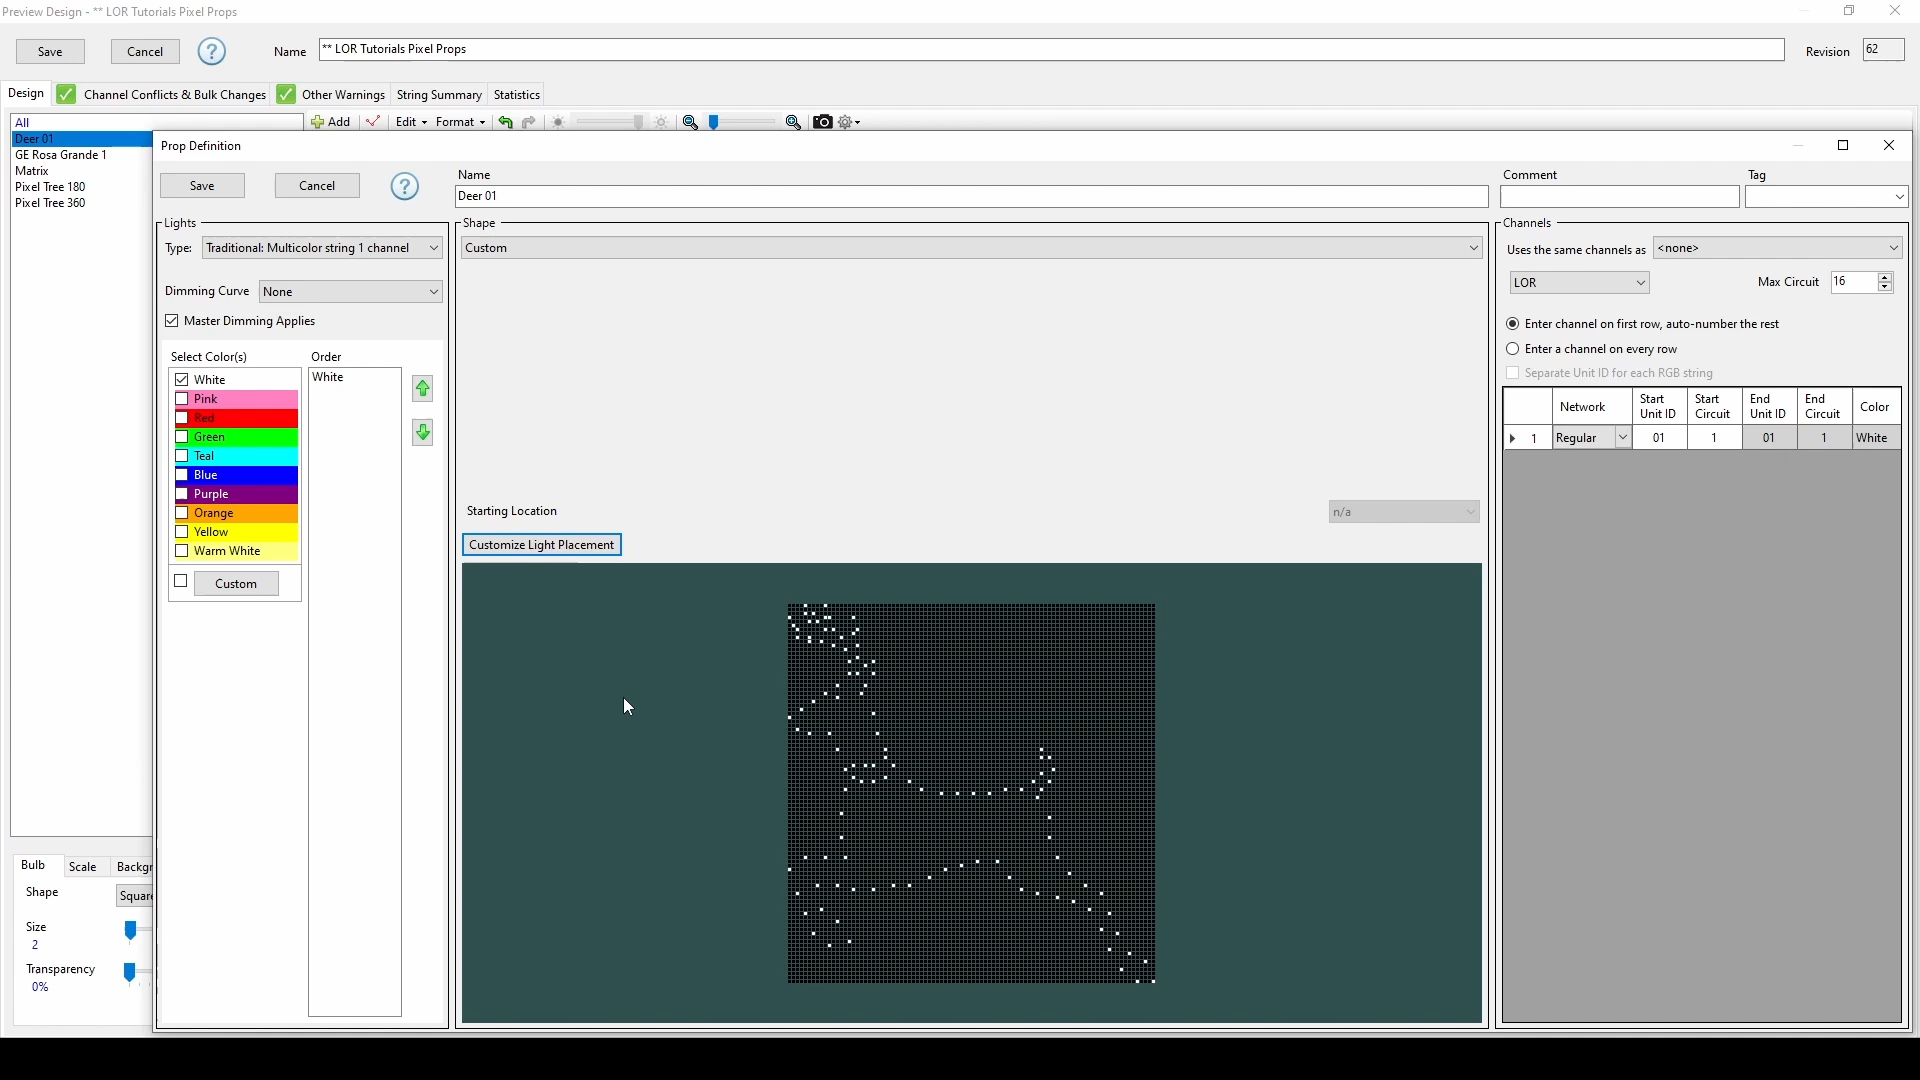 Preview Design - ** LOR Tutorials Pixel Props
Save
Cancel
?
Name
** LOR Tutorials Pixel Props
Revision
62
Design
Channel Conflicts & Bulk Changes
Other Warnings
String Summary
Statistics
All
Deer 01
GE Rosa Grande 1
Matrix
Pixel Tree 180
Pixel Tree 360
Add
Edit
Format
Prop Definition
Save
Cancel
?
Name
Deer 01
Comment
Tag
Lights
Type:
Traditional: Multicolor string 1 channel
Dimming Curve
None
Master Dimming Applies
Select Color(s)
Order
White
Pink
Red
Green
Teal
Blue
Purple
Orange
Yellow
Warm White
Custom
White
Shape
Custom
Starting Location
n/a
Customize Light Placement
Channels
Uses the same channels as
<none>
LOR
Max Circuit
16
Enter channel on first row, auto-number the rest
Enter a channel on every row
Separate Unit ID for each RGB string
Network
Start Unit ID
Start Circuit
End Unit ID
End Circuit
Color
1
Regular
01
1
01
1
White
Bulb
Scale
Backgr
Shape
Square
Size
2
Transparency
0%